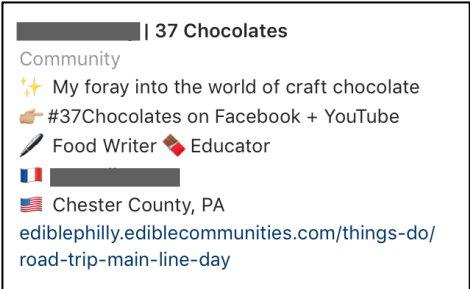 | 37 Chocolates
Community
✨ My foray into the world of craft chocolate
👉🏼 #37Chocolates on Facebook + YouTube
🖋 Food Writer 🍫 Educator
🇫🇷
🇺🇸 Chester County, PA
ediblephilly.ediblecommunities.com/things-do/
road-trip-main-line-day